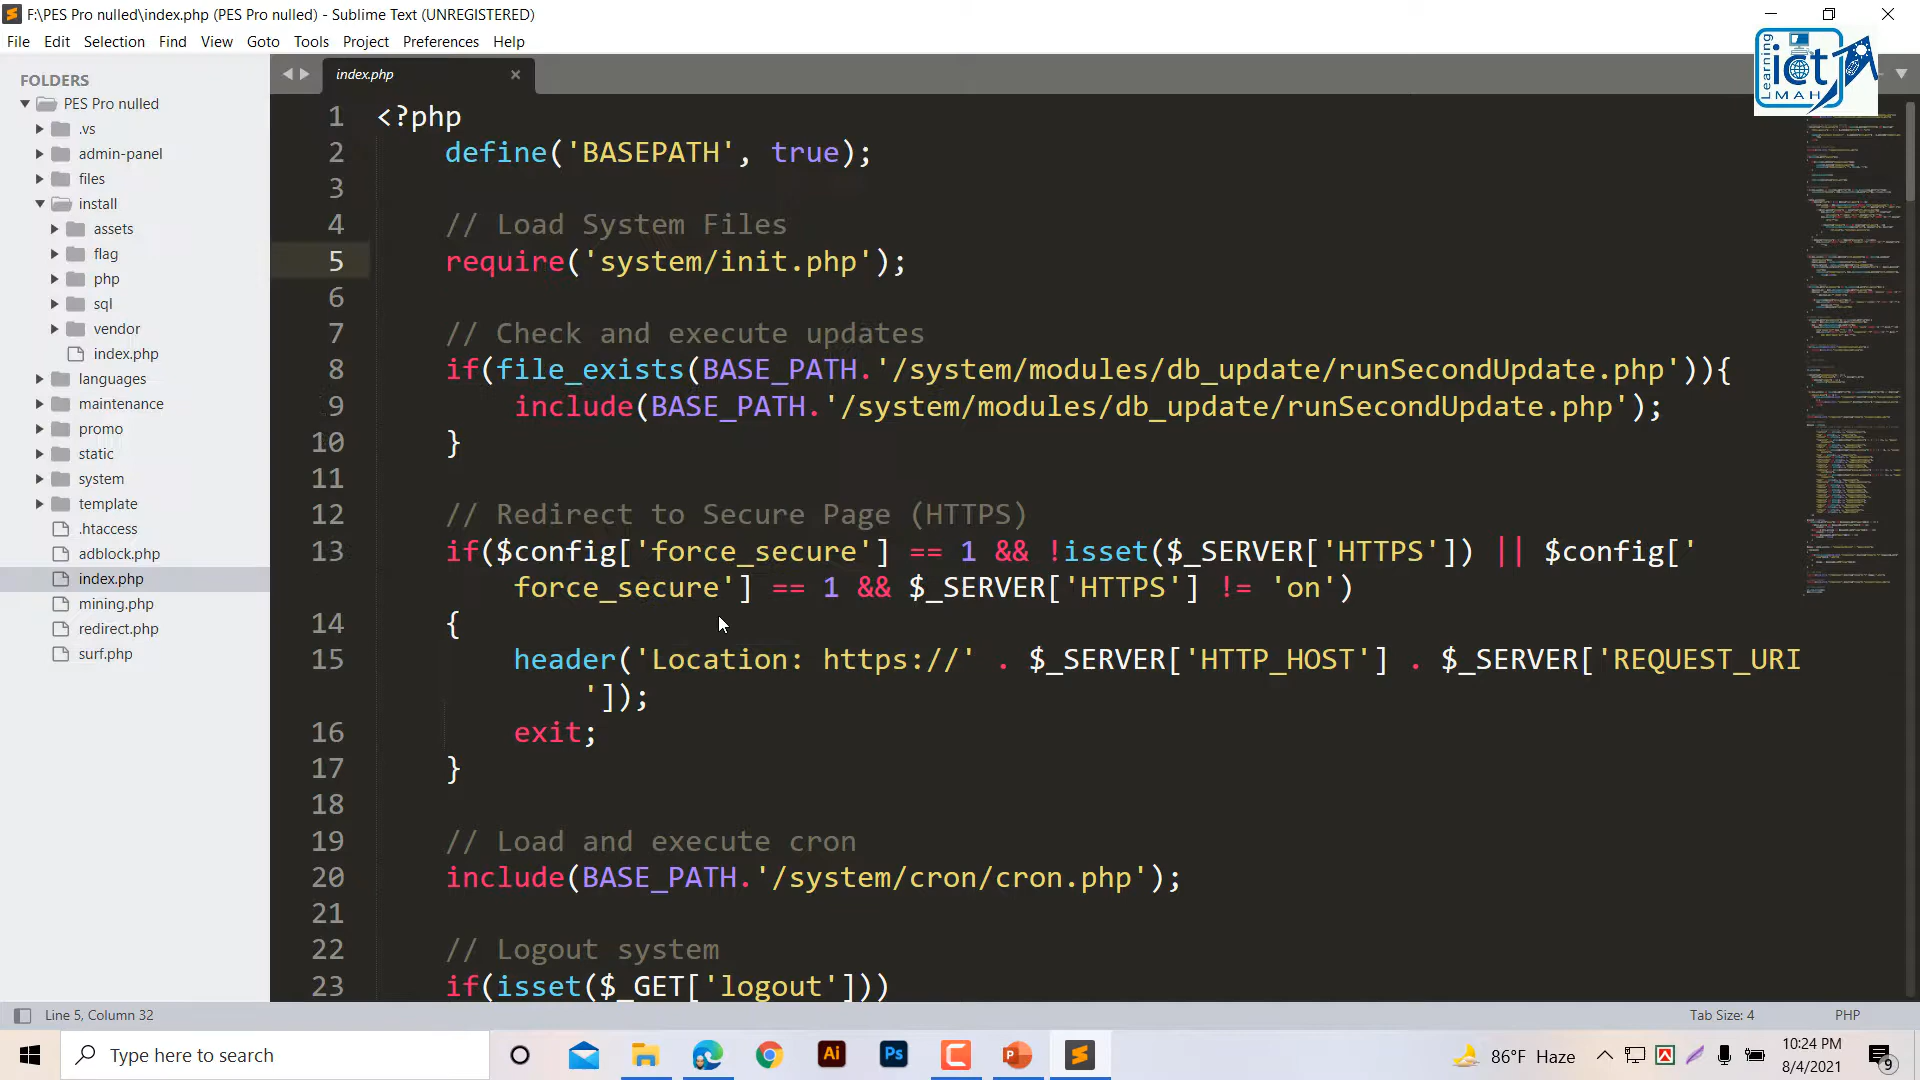 F:\PES Pro nulled\index.php (PES Pro nulled) - Sublime Text (UNREGISTERED)
File Edit Selection Find View Goto Tools Project Preferences Help
Learning
ict
IMAH
FOLDERS
PES Pro nulled
.vs
admin-panel
files
install
assets
flag
php
sql
vendor
index.php
languages
maintenance
promo
static
system
template
.htaccess
adblock.php
index.php
mining.php
redirect.php
surf.php
index.php
1 <?php
2 define('BASEPATH', true);
3
4 // Load System Files
5 require('system/init.php');
6
7 // Check and execute updates
8 if(file_exists(BASE_PATH.'/system/modules/db_update/runSecondUpdate.php')){
9 include(BASE_PATH.'/system/modules/db_update/runSecondUpdate.php');
10 }
11
12 // Redirect to Secure Page (HTTPS)
13 if($config['force_secure'] == 1 && !isset($_SERVER['HTTPS']) || $config['
force_secure'] == 1 && $_SERVER['HTTPS'] != 'on')
14 {
15 header('Location: https://' . $_SERVER['HTTP_HOST'] . $_SERVER['REQUEST_URI
']);
16 exit;
17 }
18
19 // Load and execute cron
20 include(BASE_PATH.'/system/cron/cron.php');
21
22 // Logout system
23 if(isset($_GET['logout']))
Line 5, Column 32
Tab Size: 4
PHP
Type here to search
Ai
Ps
86°F Haze
10:24 PM
8/4/2021
9